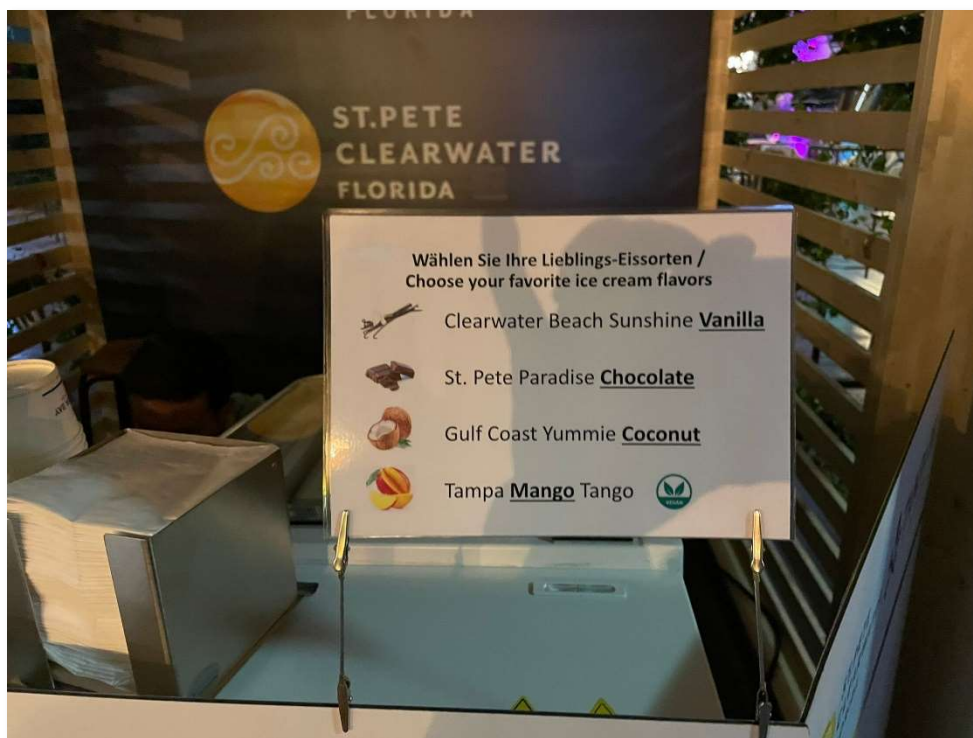 FLORIDA
ST.PETE
CLEARWATER
FLORIDA
Wählen Sie Ihre Lieblings-Eissorten /
Choose your favorite ice cream flavors
Clearwater Beach Sunshine Vanilla
St. Pete Paradise Chocolate
Gulf Coast Yummie Coconut
Tampa Mango Tango
VEGAN